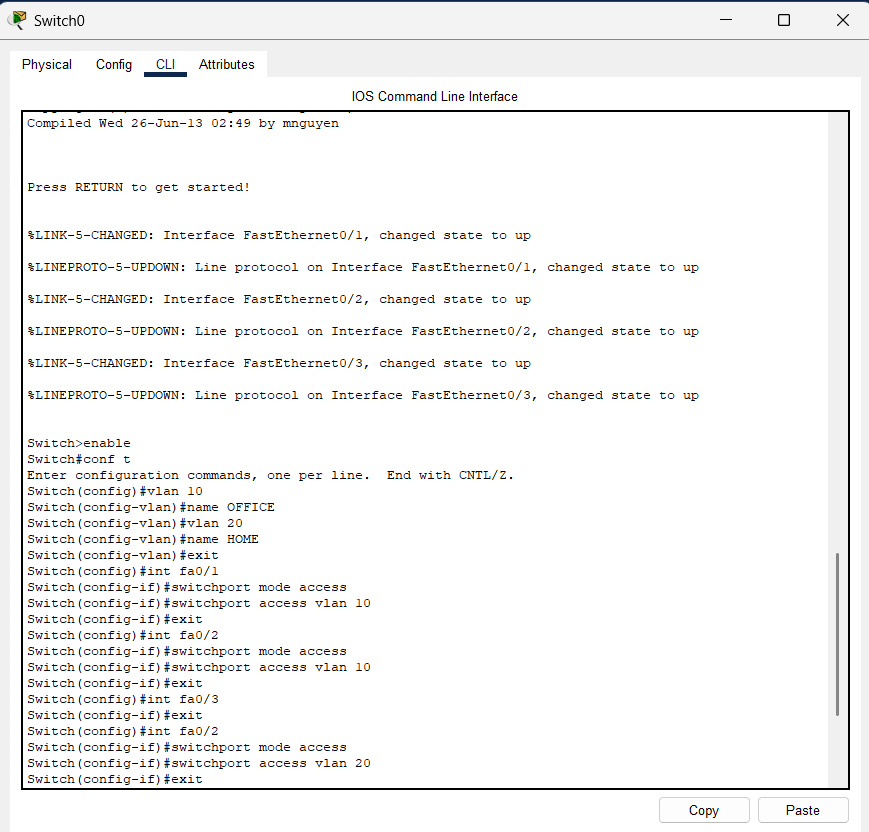 Switch0
Physical Config CLI Attributes
IOS Command Line Interface
Compiled Wed 26-Jun-13 02:49 by mnguyen
Press RETURN to get started!
%LINK-5-CHANGED: Interface FastEthernet0/1, changed state to up
%LINEPROTO-5-UPDOWN: Line protocol on Interface FastEthernet0/1, changed state to up
%LINK-5-CHANGED: Interface FastEthernet0/2, changed state to up
%LINEPROTO-5-UPDOWN: Line protocol on Interface FastEthernet0/2, changed state to up
%LINK-5-CHANGED: Interface FastEthernet0/3, changed state to up
%LINEPROTO-5-UPDOWN: Line protocol on Interface FastEthernet0/3, changed state to up
Switch>enable
Switch#conf t
Enter configuration commands, one per line.  End with CNTL/Z.
Switch(config)#vlan 10
Switch(config-vlan)#name OFFICE
Switch(config-vlan)#vlan 20
Switch(config-vlan)#name HOME
Switch(config-vlan)#exit
Switch(config)#int fa0/1
Switch(config-if)#switchport mode access
Switch(config-if)#switchport access vlan 10
Switch(config-if)#exit
Switch(config)#int fa0/2
Switch(config-if)#switchport mode access
Switch(config-if)#switchport access vlan 10
Switch(config-if)#exit
Switch(config)#int fa0/3
Switch(config-if)#exit
Switch(config)#int fa0/2
Switch(config-if)#switchport mode access
Switch(config-if)#switchport access vlan 20
Switch(config-if)#exit
Copy Paste